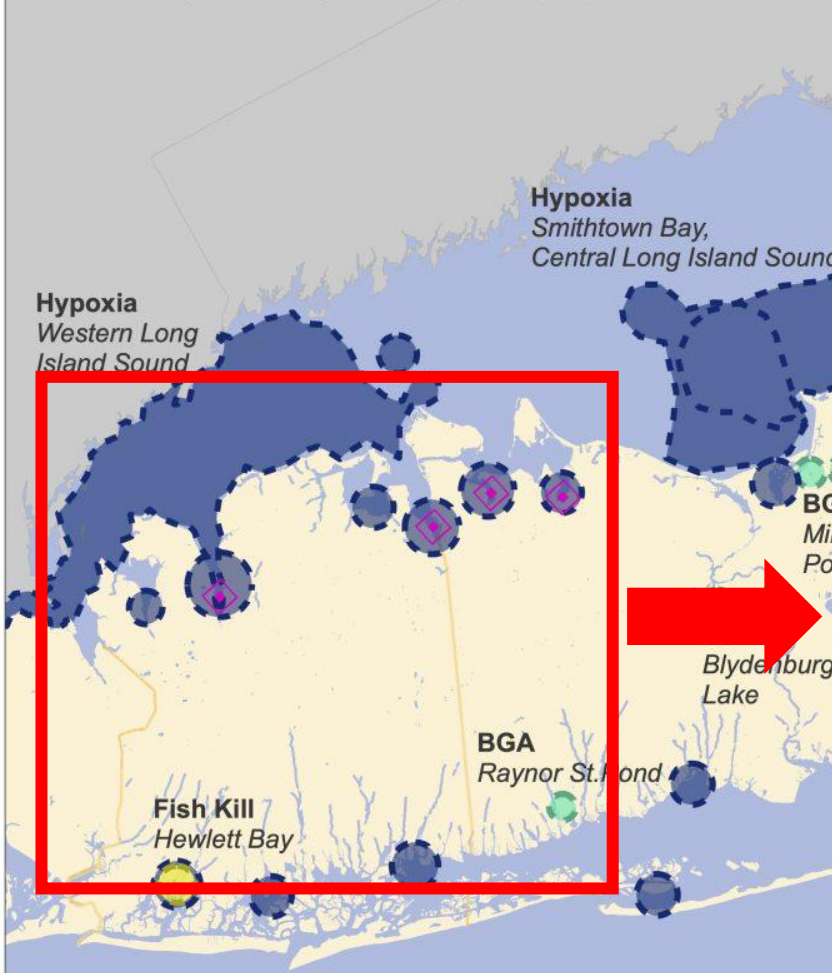 Hypoxia
Smithtown Bay,
Central Long Island Sound
Hypoxia
Western Long
Island Sound
Blydenburg
Lake
BGA
Raynor St.Pond
Fish Kill
Hewlett Bay